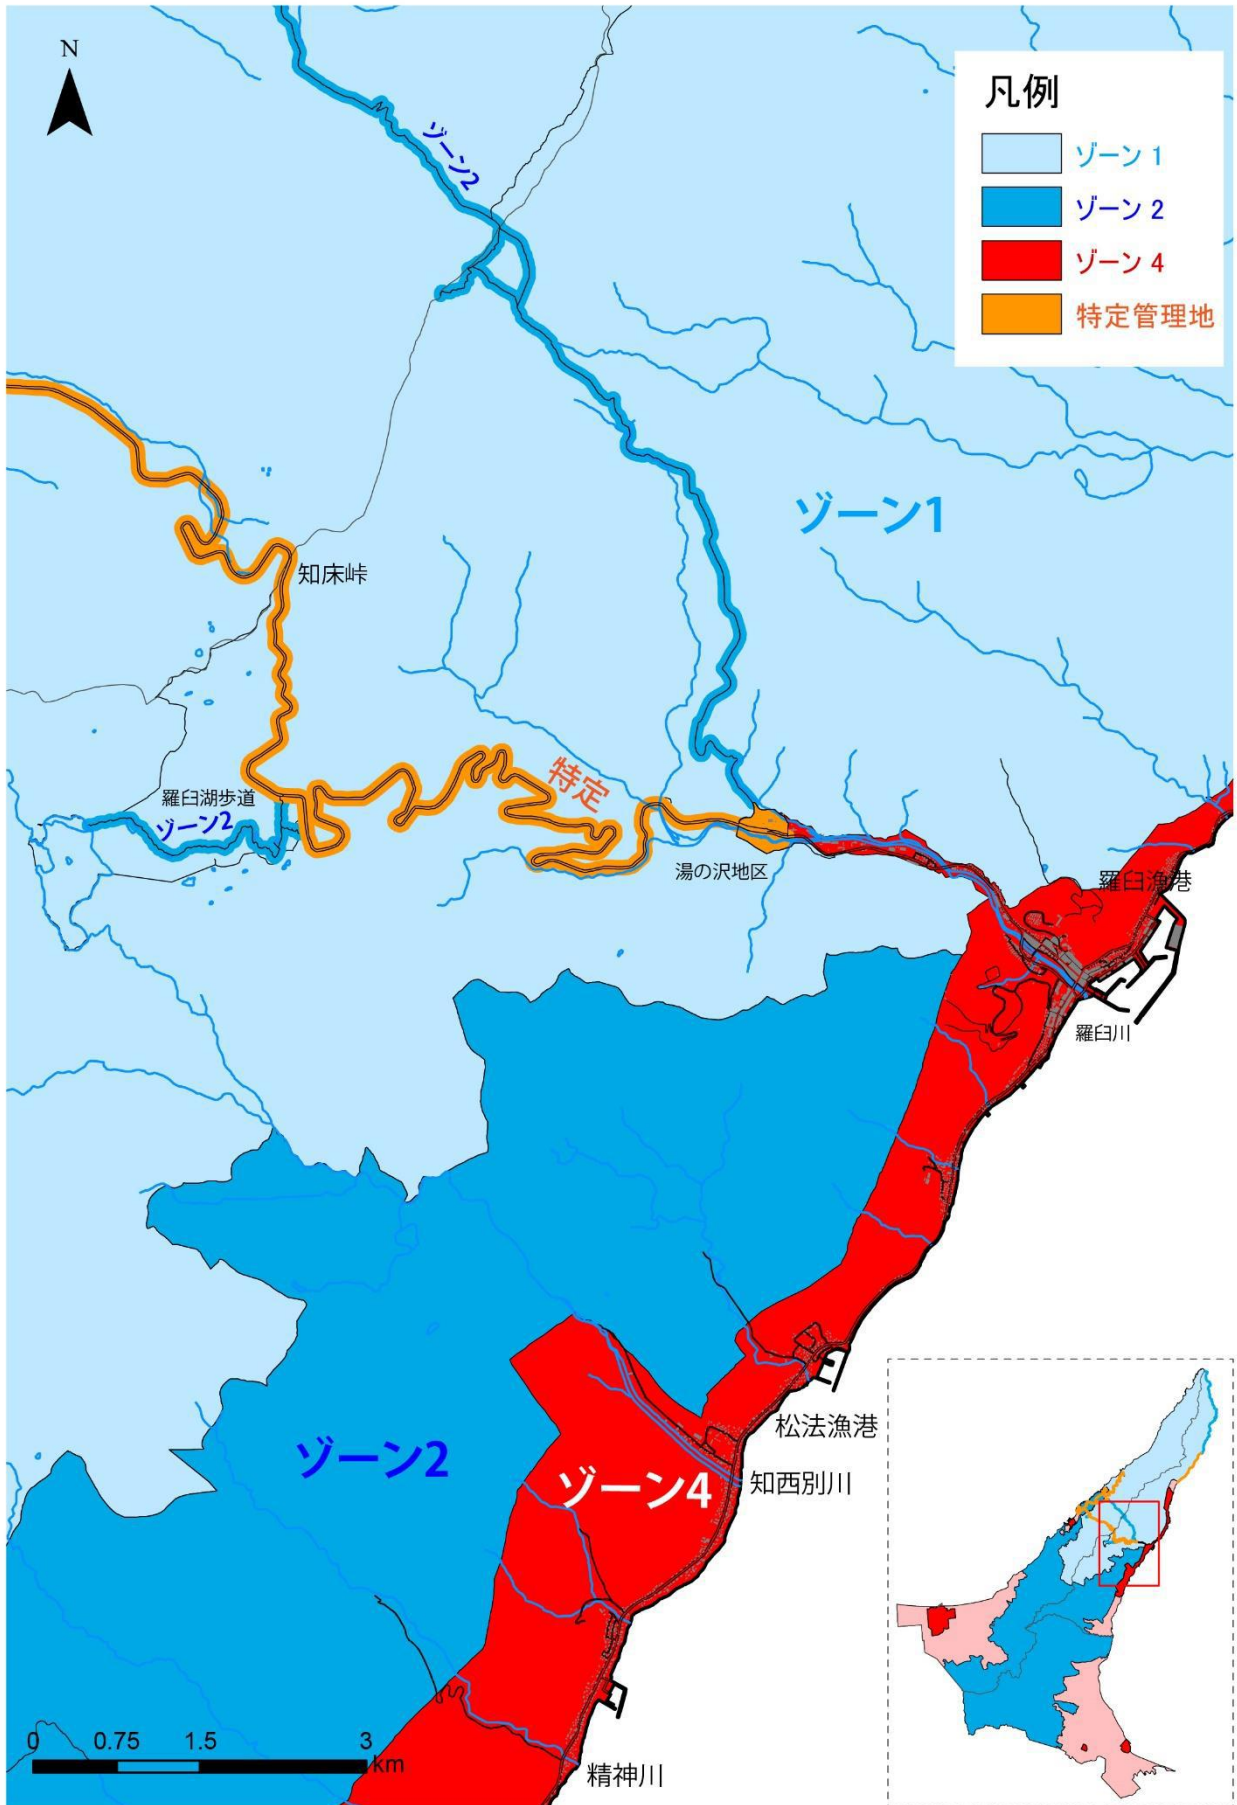 N
凡例
ゾーン 1
ゾーン 2
ゾーン 4
特定管理地
ゾーン2
ゾーン1
知床峠
羅臼湖歩道
ゾーン2
特定
湯の沢地区
羅臼漁港
羅臼川
松法漁港
ゾーン2
ゾーン4
知西別川
0 0.75 1.5 3
km
精神川